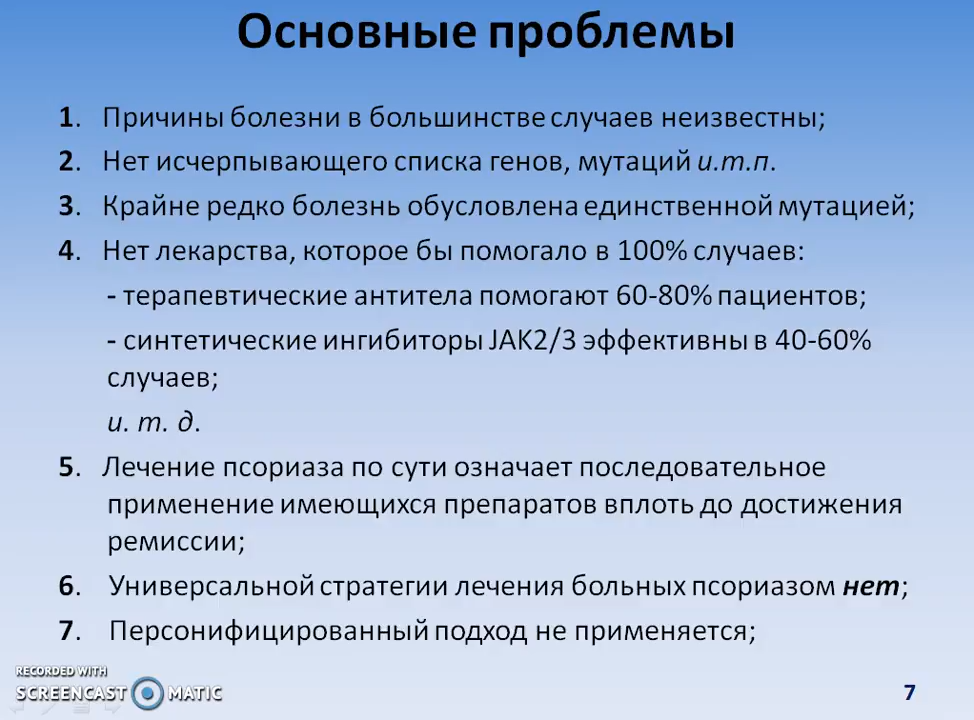 Основные проблемы
1. Причины болезни в большинстве случаев неизвестны;
2. Нет исчерпывающего списка генов, мутаций и.т.п.
3. Крайне редко болезнь обусловлена единственной мутацией;
4. Нет лекарства, которое бы помогало в 100% случаев:
- терапевтические антитела помогают 60-80% пациентов;
- синтетические ингибиторы JAK2/3 эффективны в 40-60%
случаев;
и. т. д.
5. Лечение псориаза по сути означает последовательное
применение имеющихся препаратов вплоть до достижения
ремиссии;
6. Универсальной стратегии лечения больных псориазом нет;
7. Персонифицированный подход не применяется;
RECORDED WITH
SCREENCAST MATIC
7